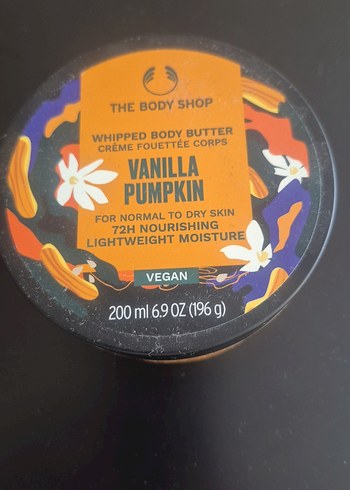 THE BODY SHOP
WHIPPED BODY BUTTER
CRÈME FOUETTÉE CORPS
VANILLA
PUMPKIN
FOR NORMAL TO DRY SKIN
72H NOURISHING
LIGHTWEIGHT MOISTURE
VEGAN
200 ml 6.9 OZ (196 g)